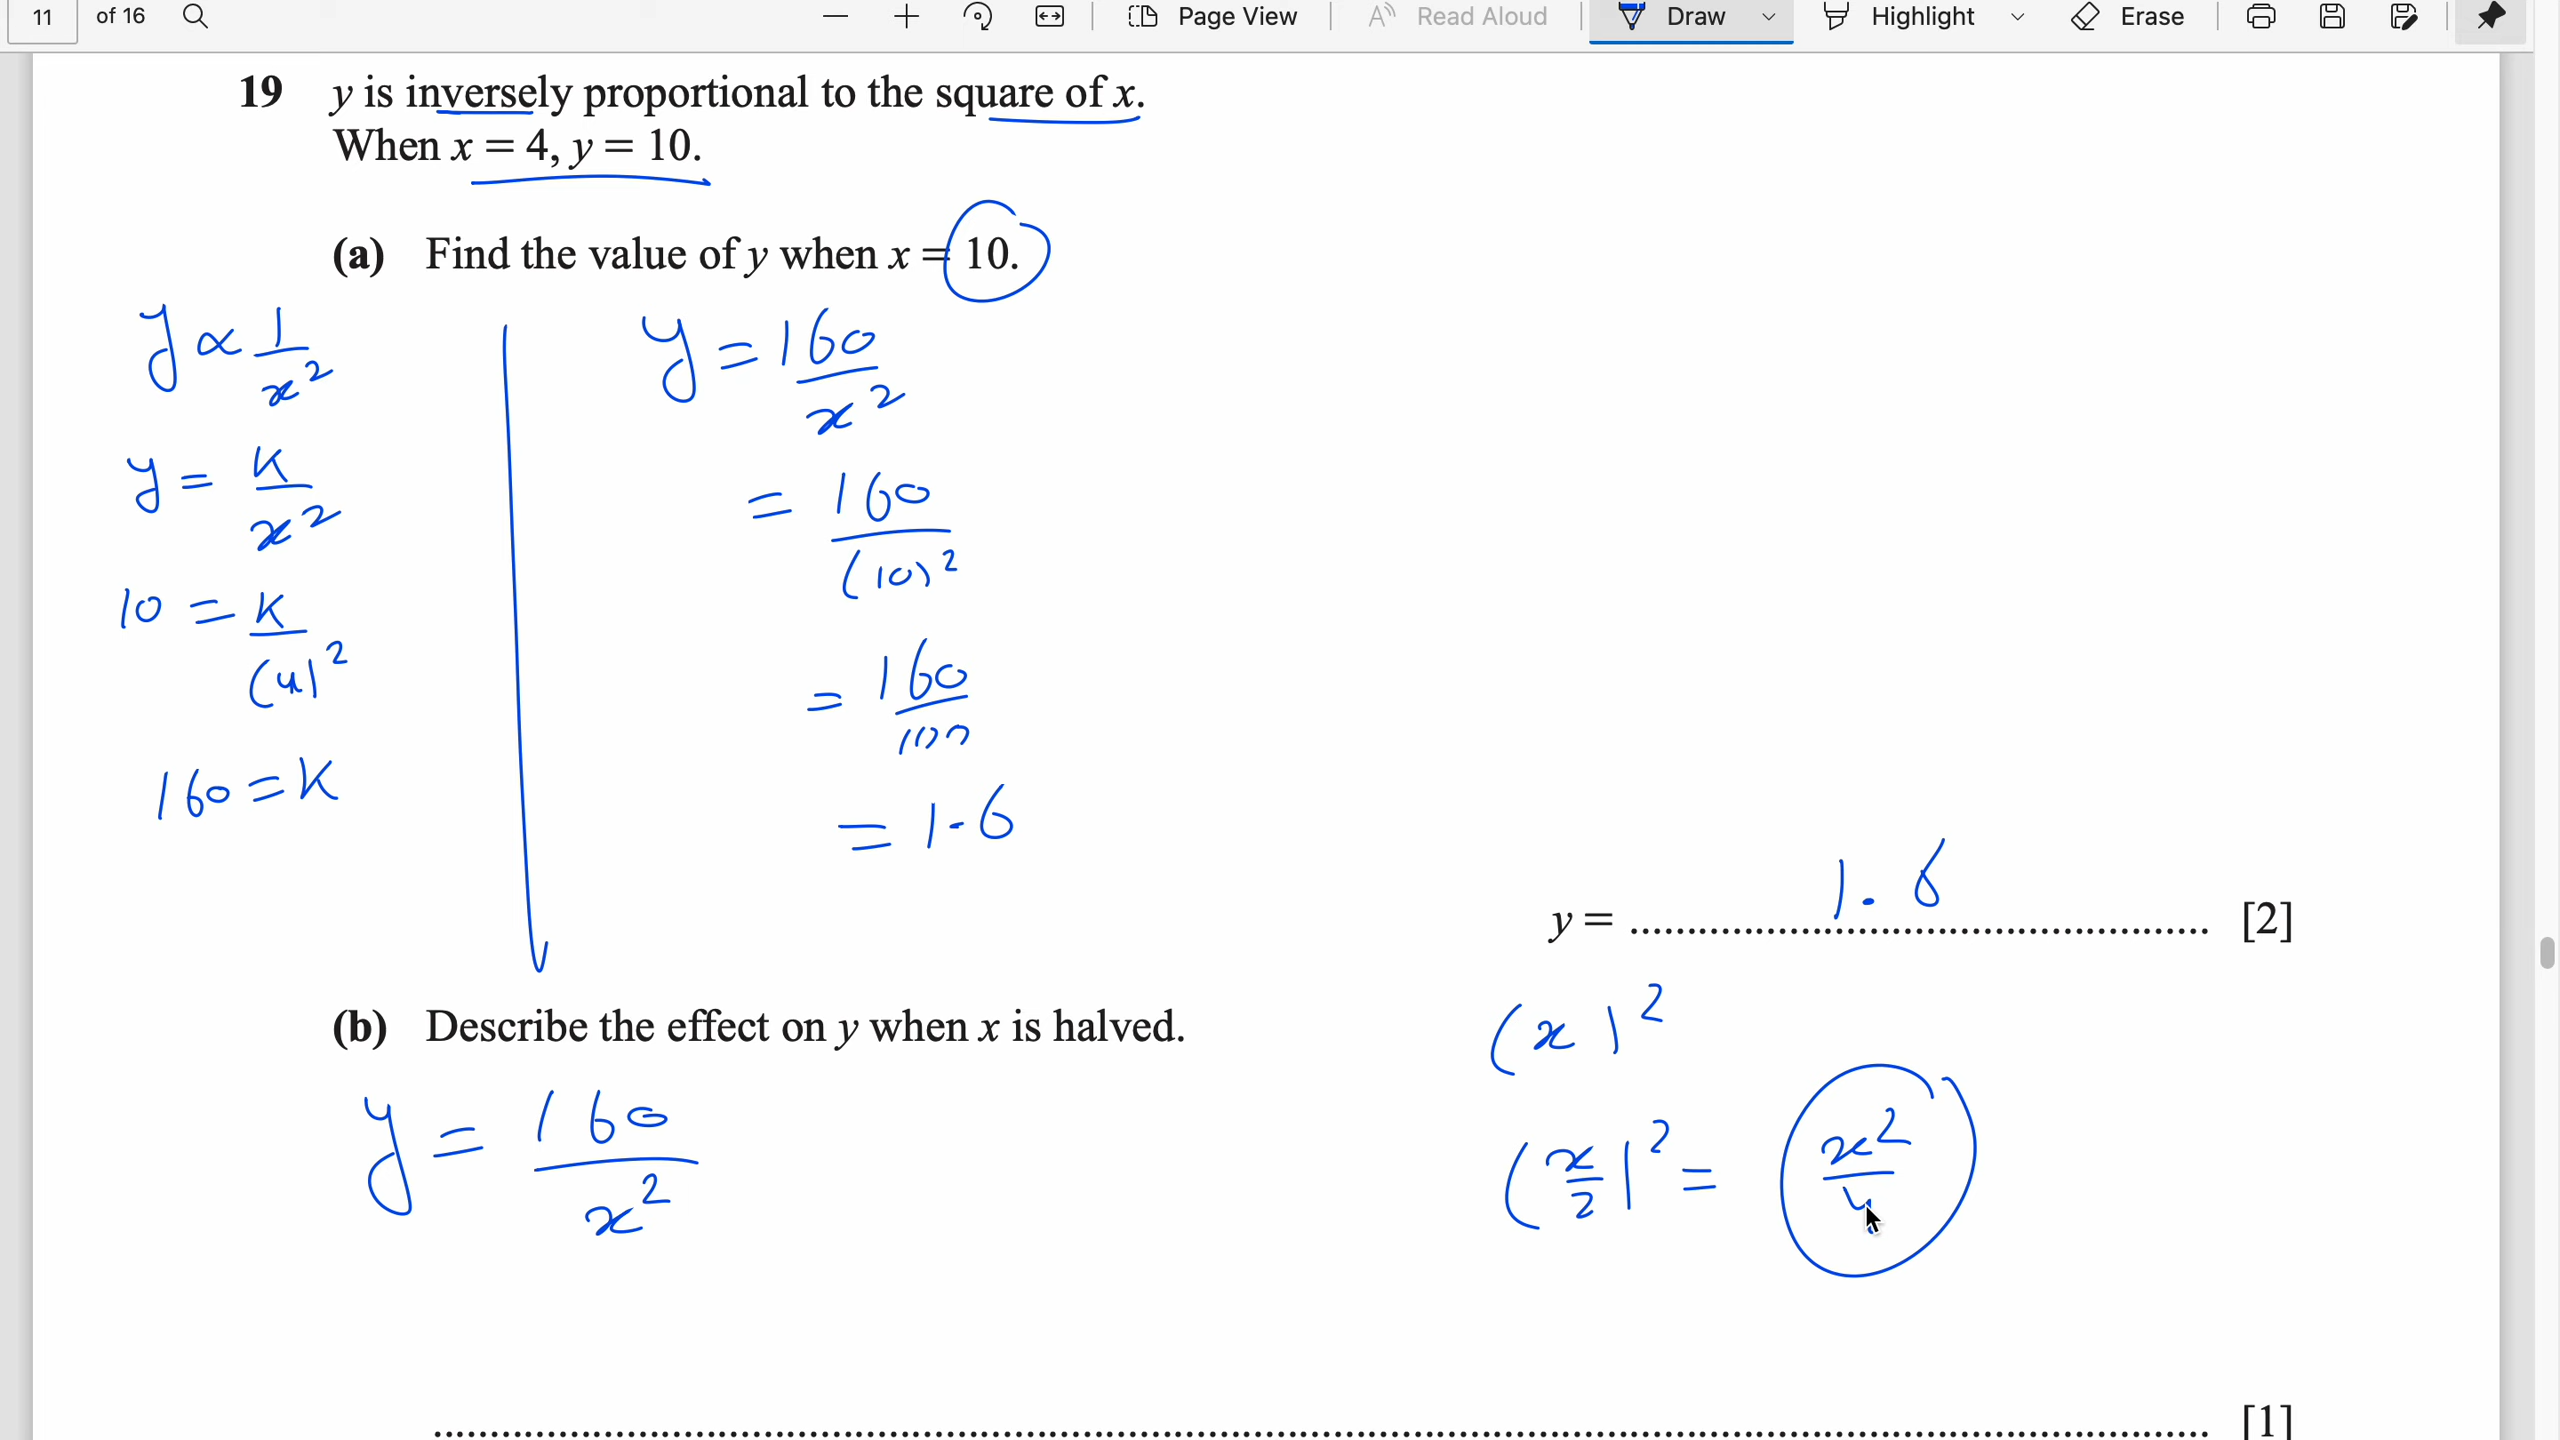 11 of 16 Page View Read Aloud Draw Highlight Erase
19 y is inversely proportional to the square of x.
When x = 4, y = 10.
(a) Find the value of y when x = 10.
y ∝ 1/x²
y = K/x²
10 = K/(4)²
160 = K
y = 160/x²
= 160/(10)²
= 160/100
= 1.6
y = 1.6 [2]
(b) Describe the effect on y when x is halved.
y = 160/x²
(x)²
(x/2)² = x²/4
[1]